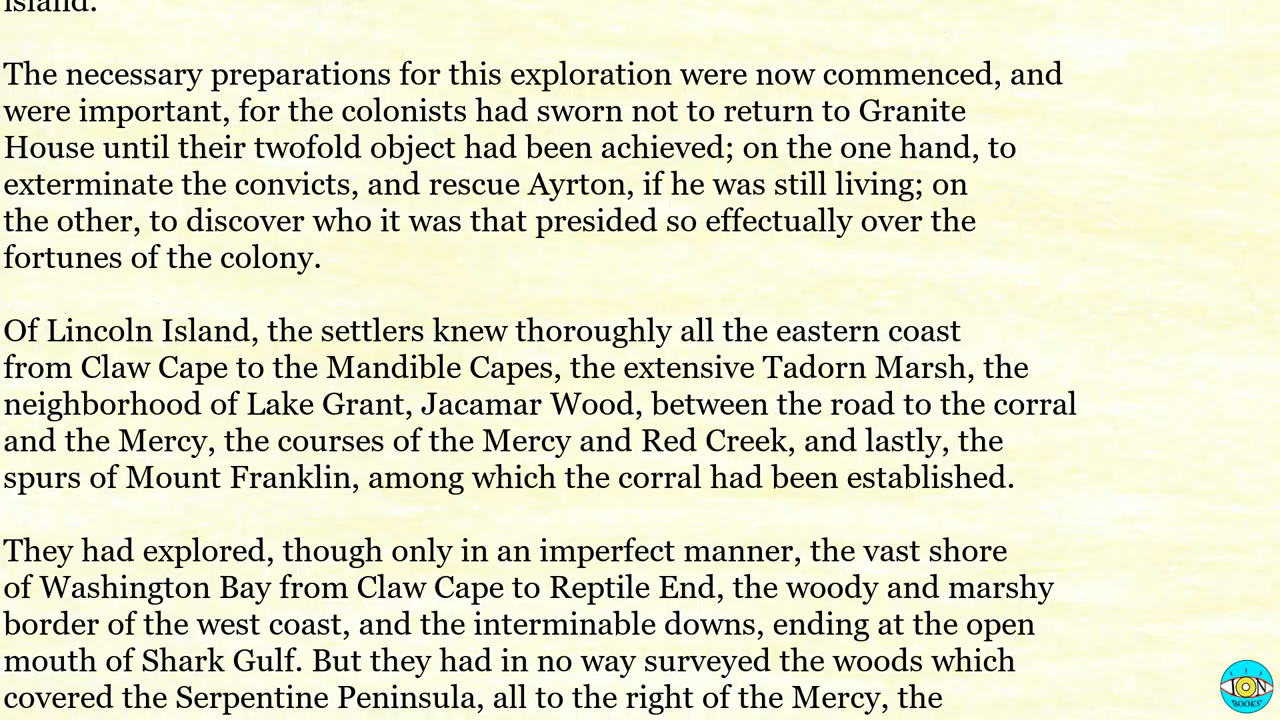 island.
The necessary preparations for this exploration were now commenced, and
were important, for the colonists had sworn not to return to Granite
House until their twofold object had been achieved; on the one hand, to
exterminate the convicts, and rescue Ayrton, if he was still living; on
the other, to discover who it was that presided so effectually over the
fortunes of the colony.
Of Lincoln Island, the settlers knew thoroughly all the eastern coast
from Claw Cape to the Mandible Capes, the extensive Tadorn Marsh, the
neighborhood of Lake Grant, Jacamar Wood, between the road to the corral
and the Mercy, the courses of the Mercy and Red Creek, and lastly, the
spurs of Mount Franklin, among which the corral had been established.
They had explored, though only in an imperfect manner, the vast shore
of Washington Bay from Claw Cape to Reptile End, the woody and marshy
border of the west coast, and the interminable downs, ending at the open
mouth of Shark Gulf. But they had in no way surveyed the woods which
covered the Serpentine Peninsula, all to the right of the Mercy, the
ION
BOOKS